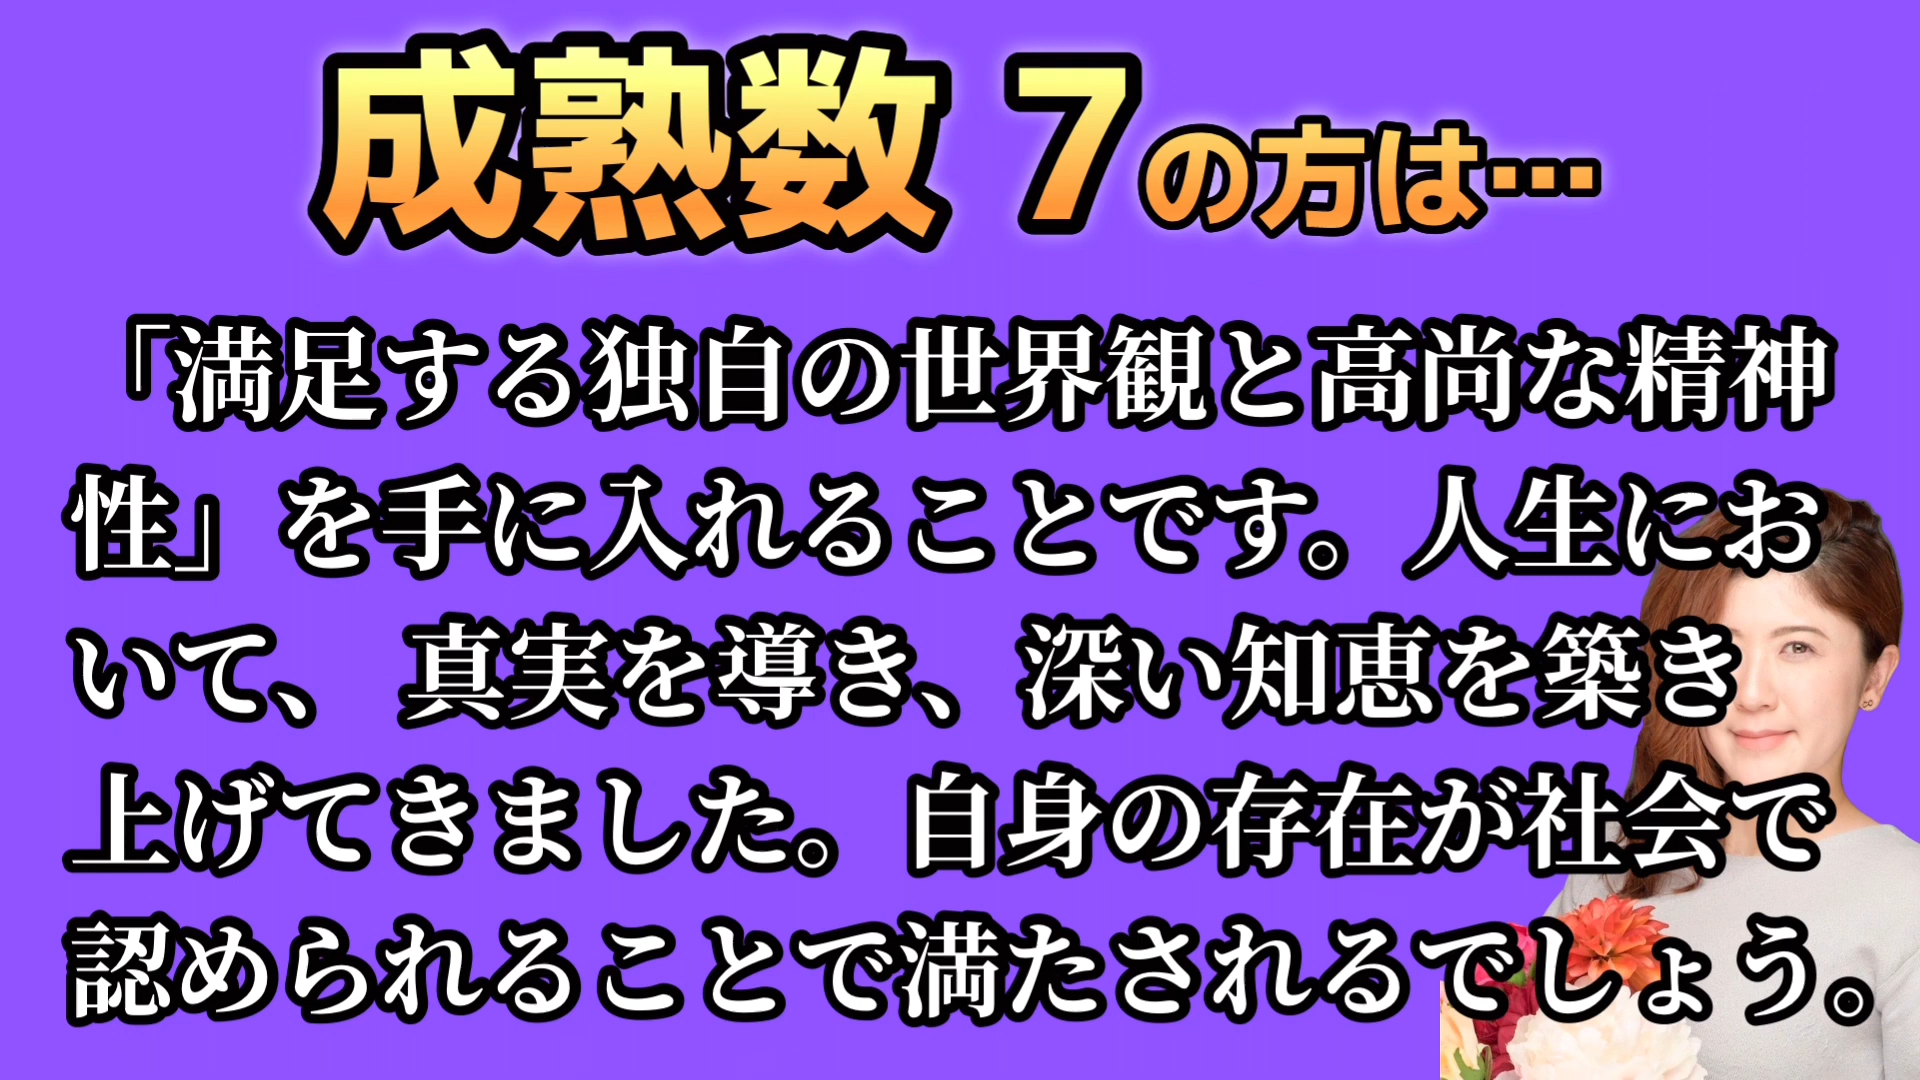 成熟数 7の方は…
「満足する独自の世界観と高尚な精神
性」を手に入れることです。人生にお
いて、 真実を導き、深い知恵を築き
上げてきました。自身の存在が社会で
認められることで満たされるでしょう。